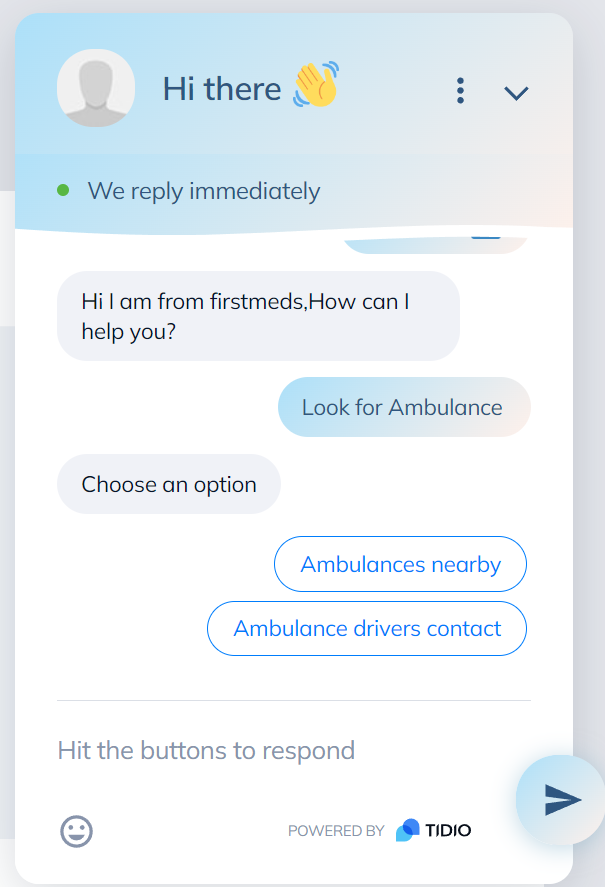 Hi there 👋
We reply immediately
Hi I am from firstmeds,How can I
help you?
Look for Ambulance
Choose an option
Ambulances nearby
Ambulance drivers contact
Hit the buttons to respond
POWERED BY TIDIO